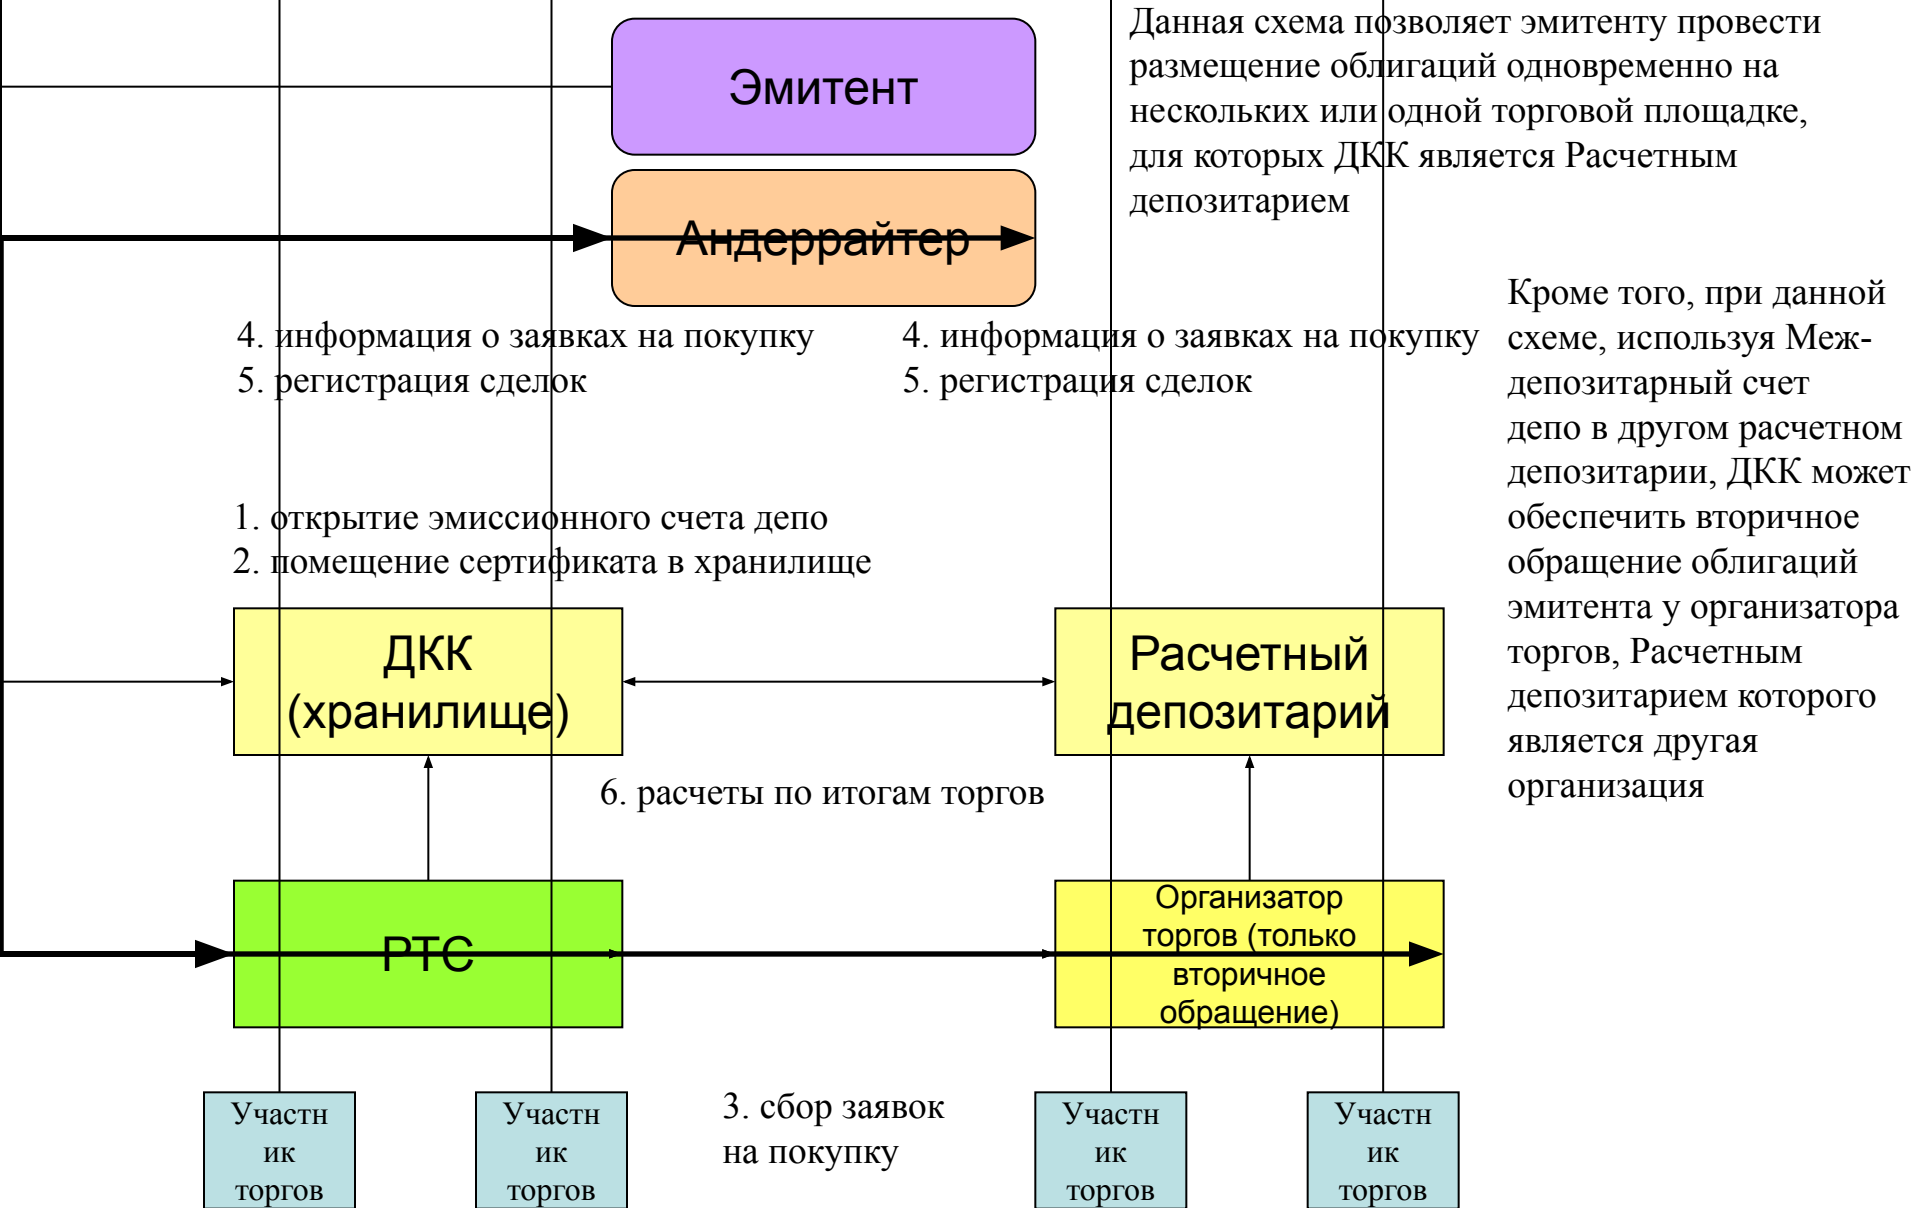 Эмитент
Данная схема позволяет эмитенту провести
размещение облигаций одновременно на
нескольких или одной торговой площадке,
для которых ДКК является Расчетным
депозитарием
Андеррайтер
4. информация о заявках на покупку
5. регистрация сделок
4. информация о заявках на покупку
5. регистрация сделок
Кроме того, при данной
схеме, используя Меж-
депозитарный счет
депо в другом расчетном
депозитарии, ДКК может
обеспечить вторичное
обращение облигаций
эмитента у организатора
торгов, Расчетным
депозитарием которого
является другая
организация
1. открытие эмиссионного счета депо
2. помещение сертификата в хранилище
ДКК
(хранилище)
Расчетный
депозитарий
6. расчеты по итогам торгов
РТС
Организатор
торгов (только
вторичное
обращение)
Участн
ик
торгов
Участн
ик
торгов
3. сбор заявок
на покупку
Участн
ик
торгов
Участн
ик
торгов